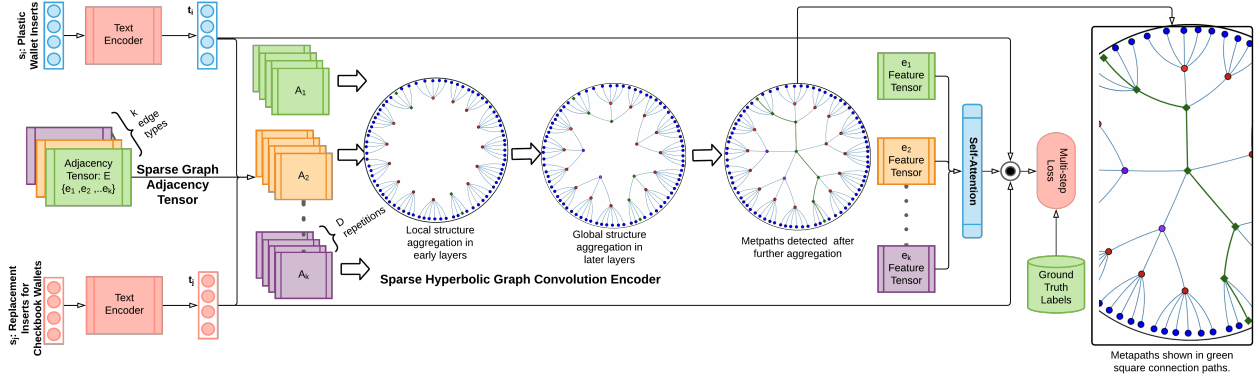 sᵢ: Plastic
Wallet Inserts
Text
Encoder
tᵢ
k
edge
types
Adjacency
Tensor: E
{e₁ ,e₂ ,..eₖ}
Sparse Graph
Adjacency
Tensor
sⱼ: Replacement
Inserts for
Checkbook Wallets
Text
Encoder
tⱼ
A₁
A₂
D
repetitions
Aₖ
Local structure
aggregation in
early layers
Global structure
aggregation in
later layers
Metpaths detected after
further aggregation
Sparse Hyperbolic Graph Convolution Encoder
e₁
Feature
Tensor
e₂
Feature
Tensor
eₖ
Feature
Tensor
Self-Attention
Multi-step
Loss
Ground
Truth
Labels
Metapaths shown in green
square connection paths.